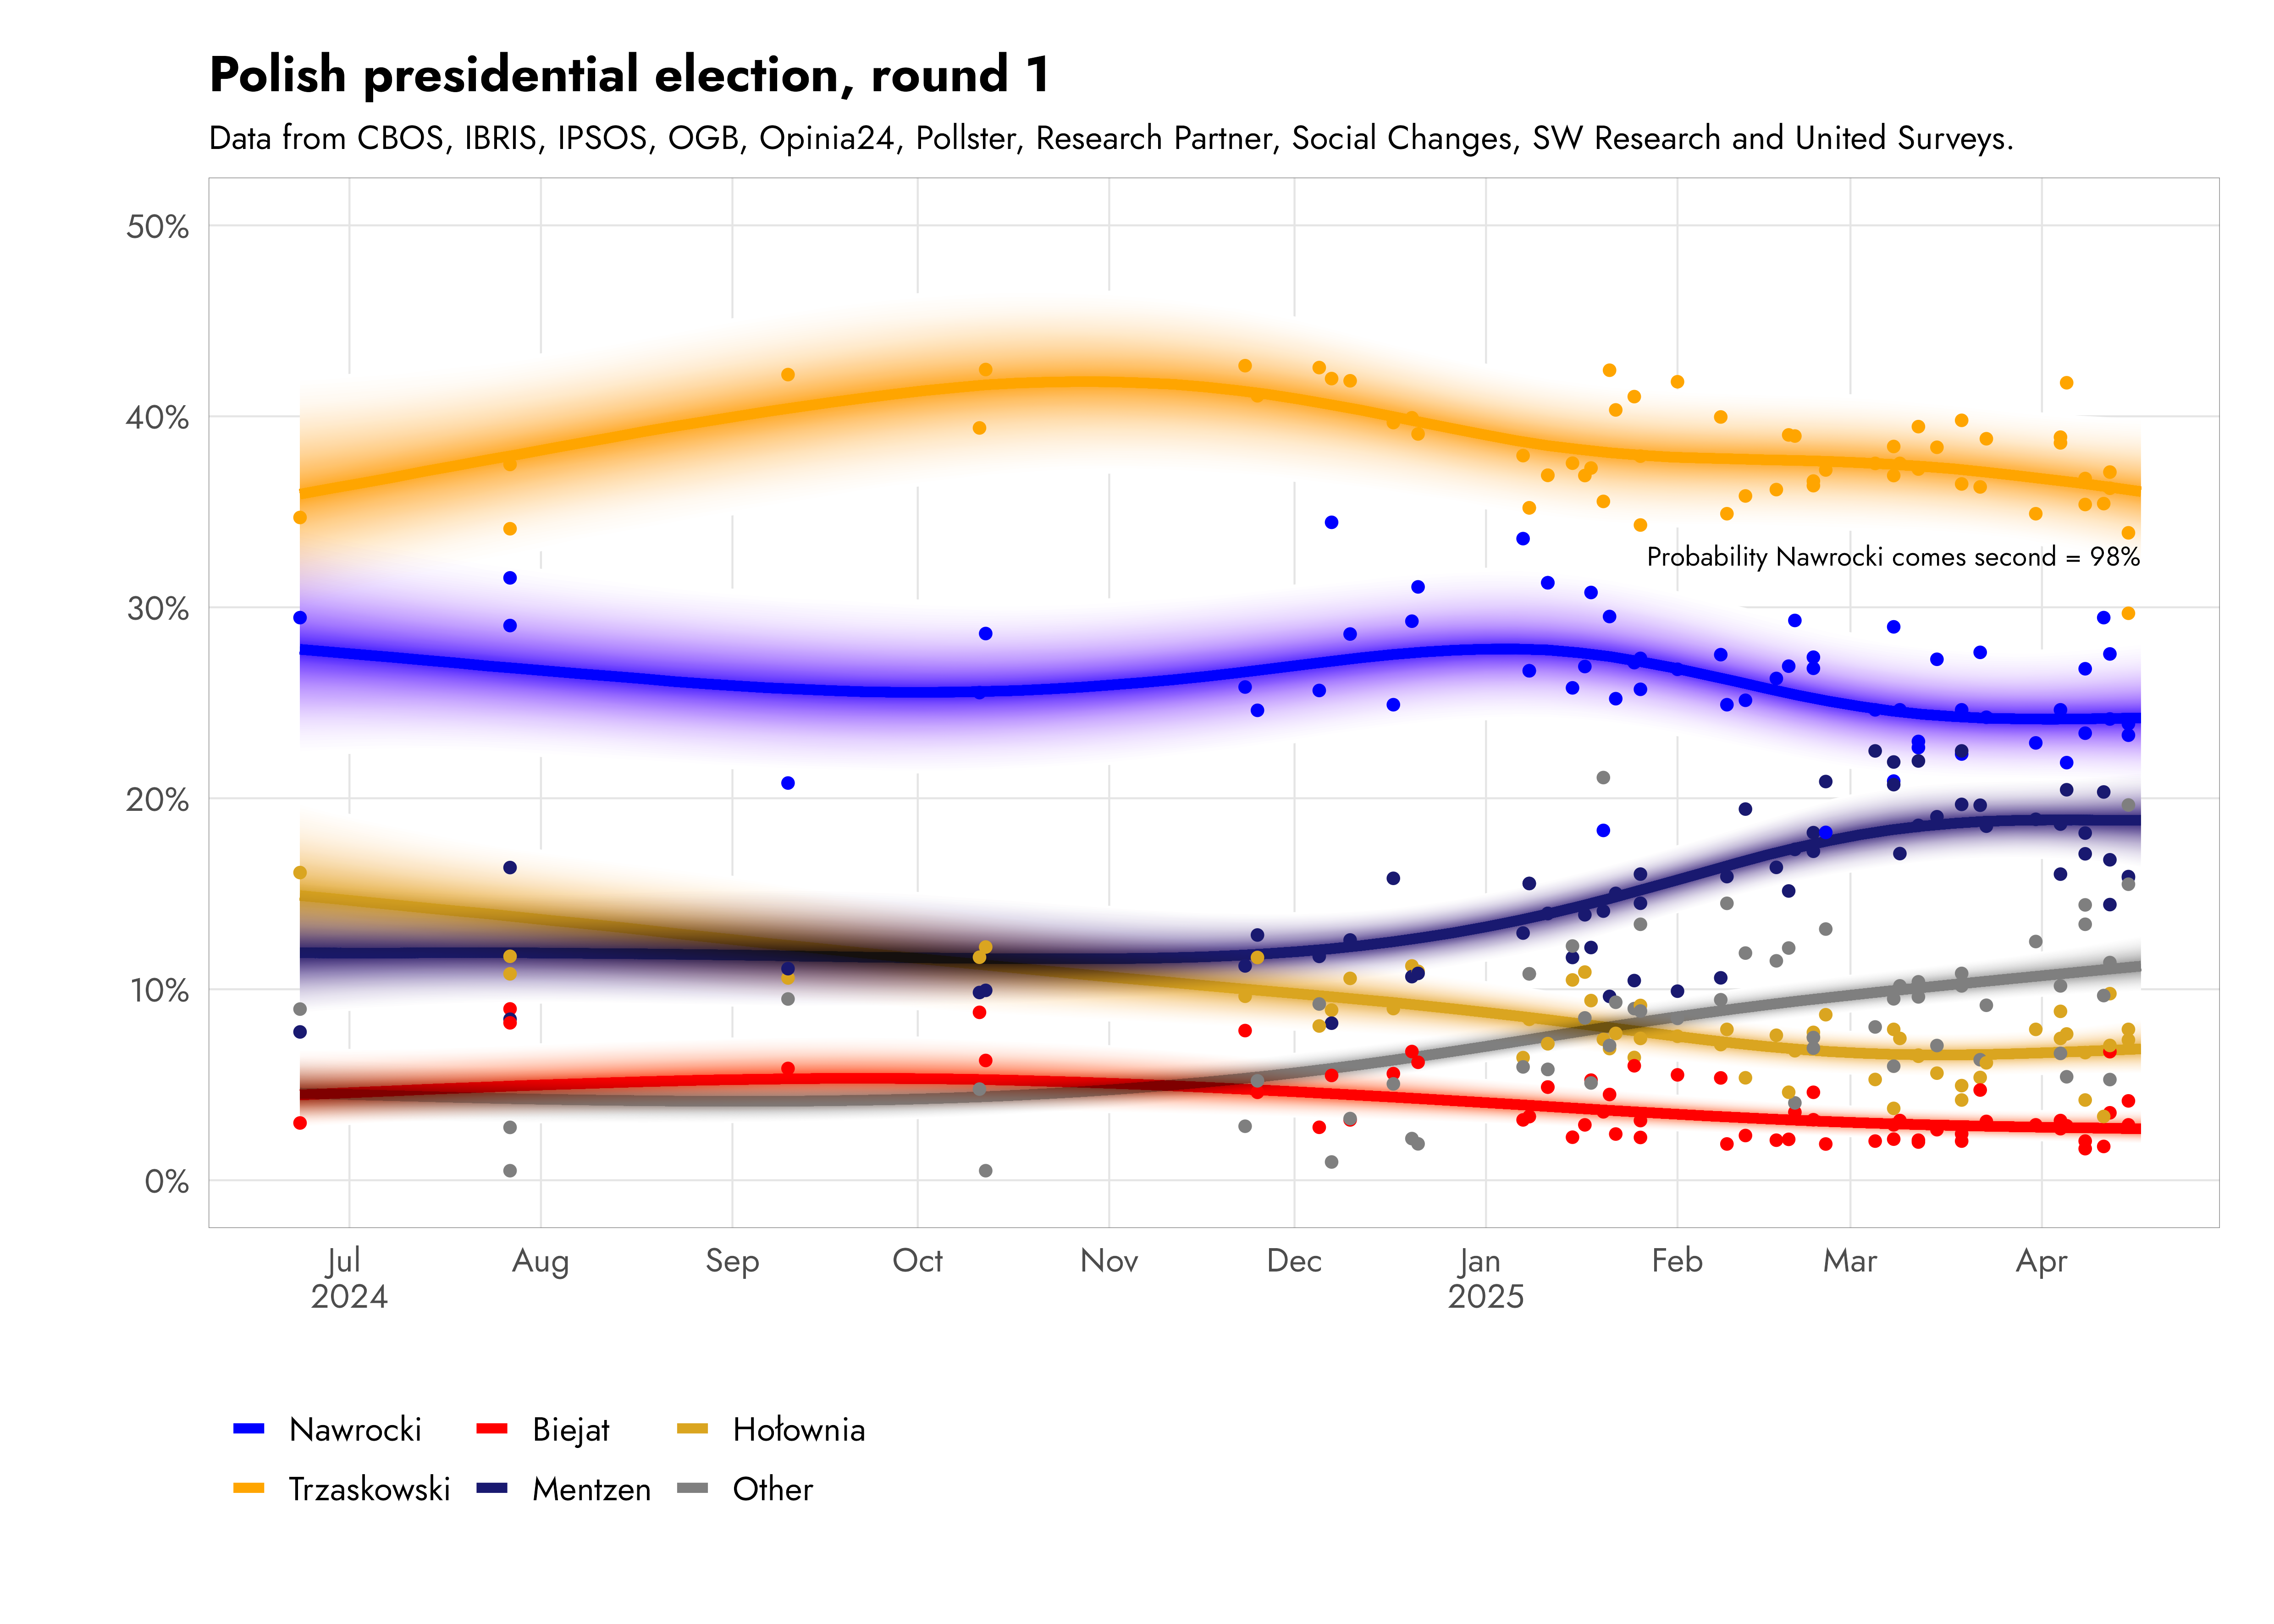 Polish presidential election, round 1
Data from CBOS, IBRIS, IPSOS, OGB, Opinia24, Pollster, Research Partner, Social Changes, SW Research and United Surveys.
50%
40%
Probability Nawrocki comes second = 98%
30%
20%
10%
0%
Jul Aug Sep Oct Nov Dec Jan Feb Mar Apr
2024 2025
Nawrocki Biejat Hołownia
Trzaskowski Mentzen Other